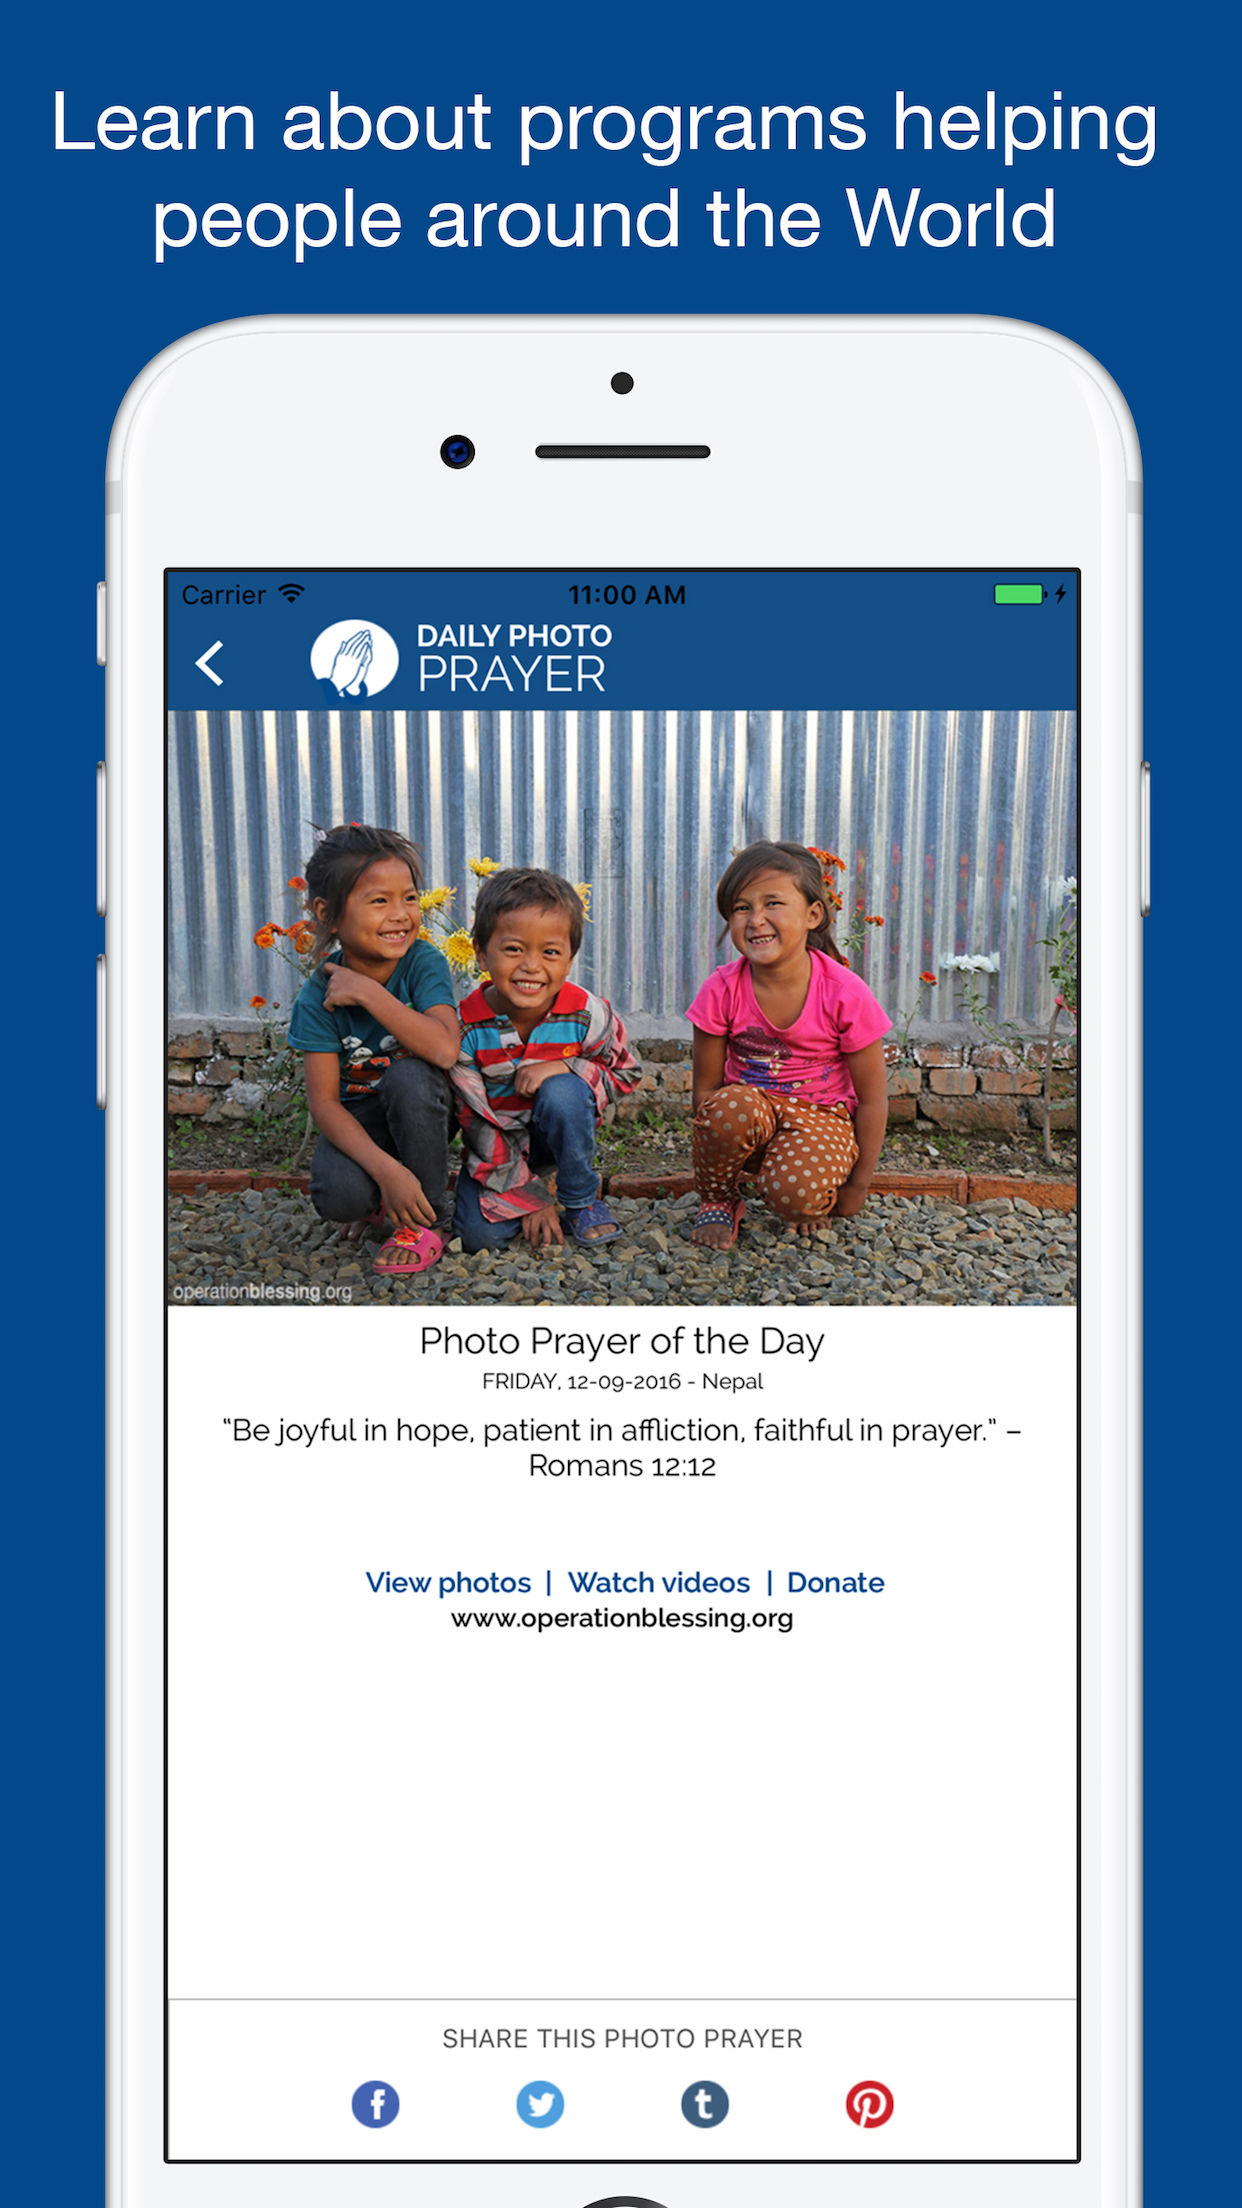 Learn about programs helping
people around the World
Carrier 11:00 AM
DAILY PHOTO
PRAYER
operationblessing.org
Photo Prayer of the Day
FRIDAY, 12-09-2016 - Nepal
“Be joyful in hope, patient in affliction, faithful in prayer.” –
Romans 12:12
View photos | Watch videos | Donate
www.operationblessing.org
SHARE THIS PHOTO PRAYER